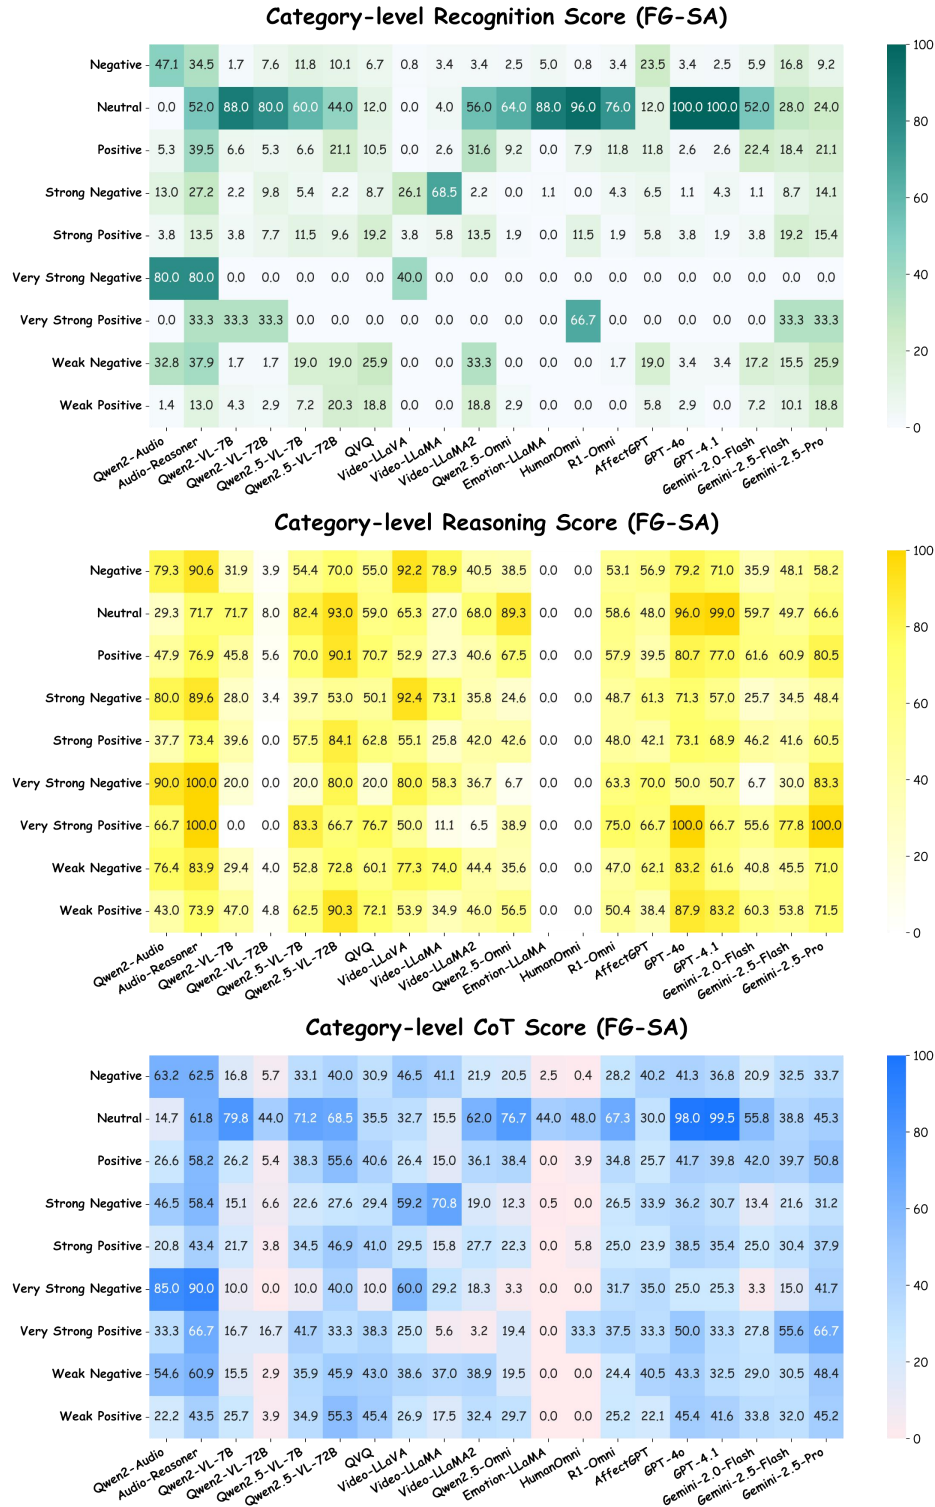 Category-level Recognition Score (FG-SA)
Negative 47.1 34.5 1.7 7.6 11.8 10.1 6.7 0.8 3.4 3.4 2.5 5.0 0.8 3.4 23.5 3.4 2.5 5.9 16.8 9.2
Neutral 0.0 52.0 88.0 80.0 60.0 44.0 12.0 0.0 4.0 56.0 64.0 88.0 96.0 76.0 12.0 100.0 100.0 52.0 28.0 24.0
Positive 5.3 39.5 6.6 5.3 6.6 21.1 10.5 0.0 2.6 31.6 9.2 0.0 7.9 11.8 11.8 2.6 2.6 22.4 18.4 21.1
Strong Negative 13.0 27.2 2.2 9.8 5.4 2.2 8.7 26.1 68.5 2.2 0.0 1.1 0.0 4.3 6.5 1.1 4.3 1.1 8.7 14.1
Strong Positive 3.8 13.5 3.8 7.7 11.5 9.6 19.2 3.8 5.8 13.5 1.9 0.0 11.5 1.9 5.8 3.8 1.9 3.8 19.2 15.4
Very Strong Negative 80.0 80.0 0.0 0.0 0.0 0.0 0.0 40.0 0.0 0.0 0.0 0.0 0.0 0.0 0.0 0.0 0.0 0.0 0.0 0.0
Very Strong Positive 0.0 33.3 33.3 33.3 0.0 0.0 0.0 0.0 0.0 0.0 0.0 0.0 66.7 0.0 0.0 0.0 0.0 0.0 33.3 33.3
Weak Negative 32.8 37.9 1.7 1.7 19.0 19.0 25.9 0.0 0.0 33.3 0.0 0.0 0.0 1.7 19.0 3.4 3.4 17.2 15.5 25.9
Weak Positive 1.4 13.0 4.3 2.9 7.2 20.3 18.8 0.0 0.0 18.8 2.9 0.0 0.0 0.0 5.8 2.9 0.0 7.2 10.1 18.8
Qwen2-Audio Audio-Reasoner Qwen2-VL-7B Qwen2-VL-72B Qwen2.5-VL-7B Qwen2.5-VL-72B QVQ Video-LLaVA Video-LLaMA Video-LLaMA2 Qwen2.5-Omni Emotion-LLaMA HumanOmni R1-Omni AffectGPT GPT-4o GPT-4.1 Gemini-2.0-Flash Gemini-2.5-Flash Gemini-2.5-Pro
100
80
60
40
20
0
Category-level Reasoning Score (FG-SA)
Negative 79.3 90.6 31.9 3.9 54.4 70.0 55.0 92.2 78.9 40.5 38.5 0.0 0.0 53.1 56.9 79.2 71.0 35.9 48.1 58.2
Neutral 29.3 71.7 71.7 8.0 82.4 93.0 59.0 65.3 27.0 68.0 89.3 0.0 0.0 58.6 48.0 96.0 99.0 59.7 49.7 66.6
Positive 47.9 76.9 45.8 5.6 70.0 90.1 70.7 52.9 27.3 40.6 67.5 0.0 0.0 57.9 39.5 80.7 77.0 61.6 60.9 80.5
Strong Negative 80.0 89.6 28.0 3.4 39.7 53.0 50.1 92.4 73.1 35.8 24.6 0.0 0.0 48.7 61.3 71.3 57.0 25.7 34.5 48.4
Strong Positive 37.7 73.4 39.6 0.0 57.5 84.1 62.8 55.1 25.8 42.0 42.6 0.0 0.0 48.0 42.1 73.1 68.9 46.2 41.6 60.5
Very Strong Negative 90.0 100.0 20.0 0.0 20.0 80.0 20.0 80.0 58.3 36.7 6.7 0.0 0.0 63.3 70.0 50.0 50.7 6.7 30.0 83.3
Very Strong Positive 66.7 100.0 0.0 0.0 83.3 66.7 76.7 50.0 11.1 6.5 38.9 0.0 0.0 75.0 66.7 100.0 66.7 55.6 77.8 100.0
Weak Negative 76.4 83.9 29.4 4.0 52.8 72.8 60.1 77.3 74.0 44.4 35.6 0.0 0.0 47.0 62.1 83.2 61.6 40.8 45.5 71.0
Weak Positive 43.0 73.9 47.0 4.8 62.5 90.3 72.1 53.9 34.9 46.0 56.5 0.0 0.0 50.4 38.4 87.9 83.2 60.3 53.8 71.5
Qwen2-Audio Audio-Reasoner Qwen2-VL-7B Qwen2-VL-72B Qwen2.5-VL-7B Qwen2.5-VL-72B QVQ Video-LLaVA Video-LLaMA Video-LLaMA2 Qwen2.5-Omni Emotion-LLaMA HumanOmni R1-Omni AffectGPT GPT-4o GPT-4.1 Gemini-2.0-Flash Gemini-2.5-Flash Gemini-2.5-Pro
100
80
60
40
20
0
Category-level CoT Score (FG-SA)
Negative 63.2 62.5 16.8 5.7 33.1 40.0 30.9 46.5 41.1 21.9 20.5 2.5 0.4 28.2 40.2 41.3 36.8 20.9 32.5 33.7
Neutral 14.7 61.8 79.8 44.0 71.2 68.5 35.5 32.7 15.5 62.0 76.7 44.0 48.0 67.3 30.0 98.0 99.5 55.8 38.8 45.3
Positive 26.6 58.2 26.2 5.4 38.3 55.6 40.6 26.4 15.0 36.1 38.4 0.0 3.9 34.8 25.7 41.7 39.8 42.0 39.7 50.8
Strong Negative 46.5 58.4 15.1 6.6 22.6 27.6 29.4 59.2 70.8 19.0 12.3 0.5 0.0 26.5 33.9 36.2 30.7 13.4 21.6 31.2
Strong Positive 20.8 43.4 21.7 3.8 34.5 46.9 41.0 29.5 15.8 27.7 22.3 0.0 5.8 25.0 23.9 38.5 35.4 25.0 30.4 37.9
Very Strong Negative 85.0 90.0 10.0 0.0 10.0 40.0 10.0 60.0 29.2 18.3 3.3 0.0 0.0 31.7 35.0 25.0 25.3 3.3 15.0 41.7
Very Strong Positive 33.3 66.7 16.7 16.7 41.7 33.3 38.3 25.0 5.6 3.2 19.4 0.0 33.3 37.5 33.3 50.0 33.3 27.8 55.6 66.7
Weak Negative 54.6 60.9 15.5 2.9 35.9 45.9 43.0 38.6 37.0 38.9 19.5 0.0 0.0 24.4 40.5 43.3 32.5 29.0 30.5 48.4
Weak Positive 22.2 43.5 25.7 3.9 34.9 55.3 45.4 26.9 17.5 32.4 29.7 0.0 0.0 25.2 22.1 45.4 41.6 33.8 32.0 45.2
Qwen2-Audio Audio-Reasoner Qwen2-VL-7B Qwen2-VL-72B Qwen2.5-VL-7B Qwen2.5-VL-72B QVQ Video-LLaVA Video-LLaMA Video-LLaMA2 Qwen2.5-Omni Emotion-LLaMA HumanOmni R1-Omni AffectGPT GPT-4o GPT-4.1 Gemini-2.0-Flash Gemini-2.5-Flash Gemini-2.5-Pro
100
80
60
40
20
0